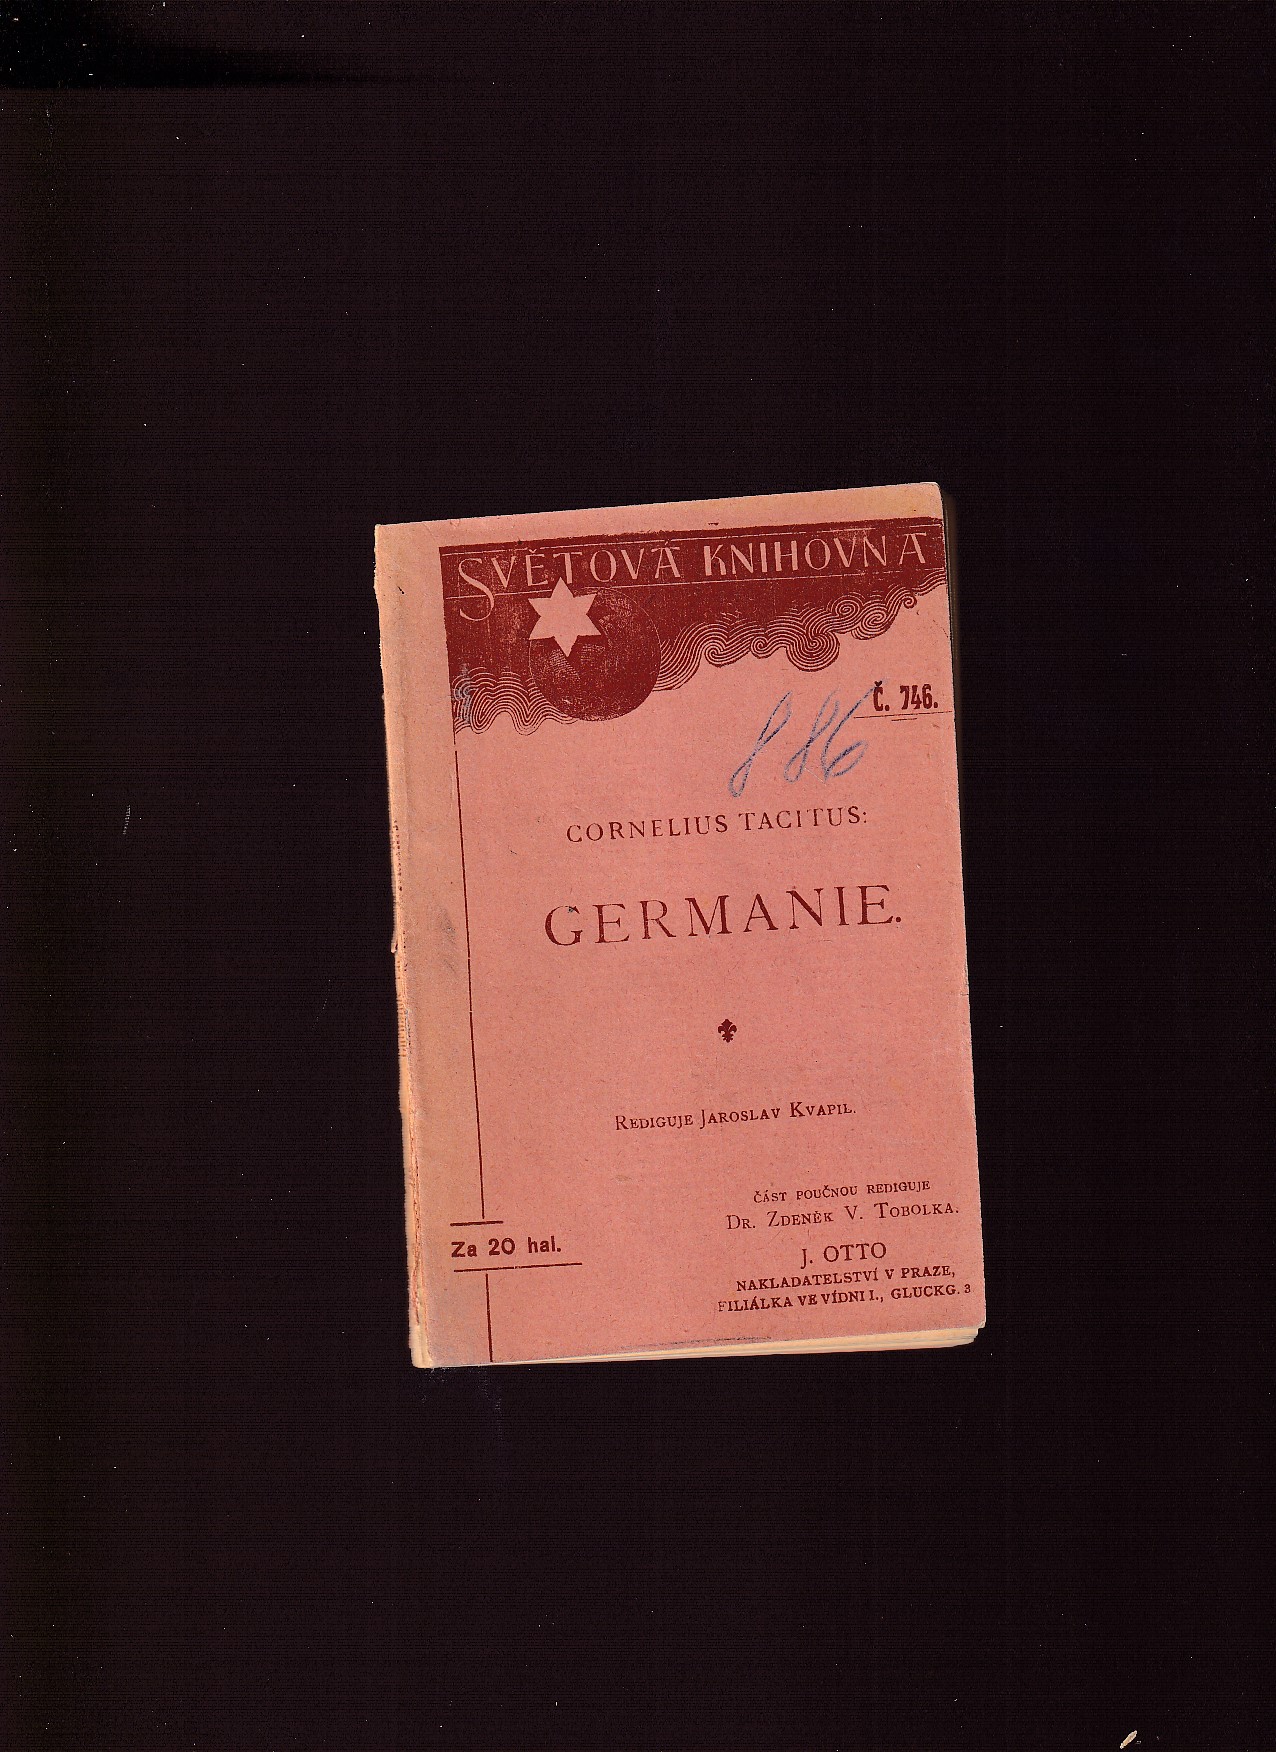 SVĚTOVÁ KNIHOVNA
Č. 746.
886
CORNELIUS TACITUS:
GERMANIE.
REDIGUJE JAROSLAV KVAPIL.
ČÁST POUČNOU REDIGUJE
DR. ZDENĚK V. TOBOLKA.
Za 20 hal.
J. OTTO
NAKLADATELSTVÍ V PRAZE,
FILIÁLKA VE VÍDNI I., GLUCKG. 3